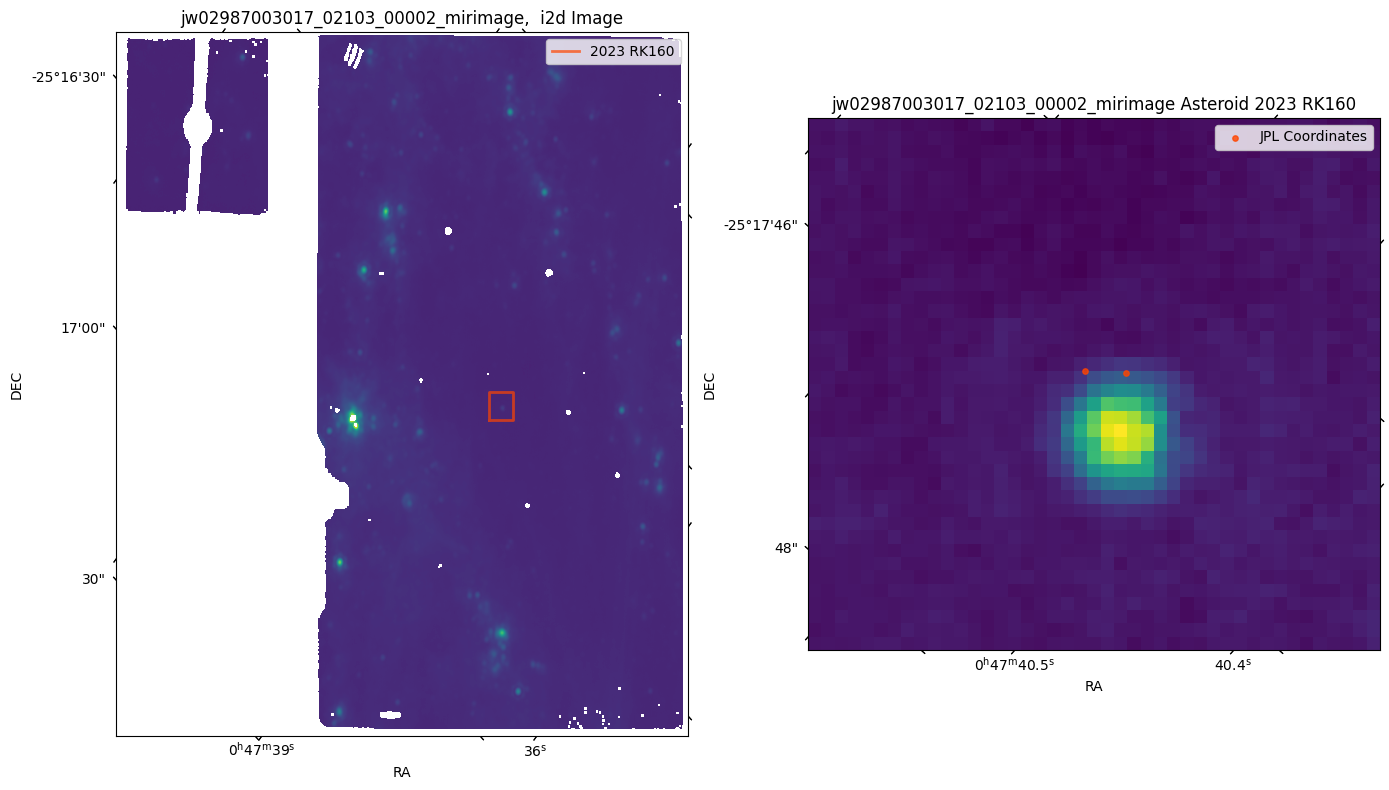 jw02987003017_02103_00002_mirimage,  i2d Image
2023 RK160
-25°16'30"
17'00"
30"
DEC
0ʰ47ᵐ39ˢ
36ˢ
RA
jw02987003017_02103_00002_mirimage Asteroid 2023 RK160
JPL Coordinates
-25°17'46"
48"
DEC
0ʰ47ᵐ40.5ˢ
40.4ˢ
RA